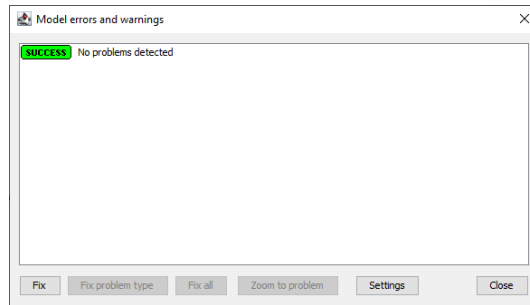 Model errors and warnings
SUCCESS No problems detected
Fix Fix problem type Fix all Zoom to problem Settings Close